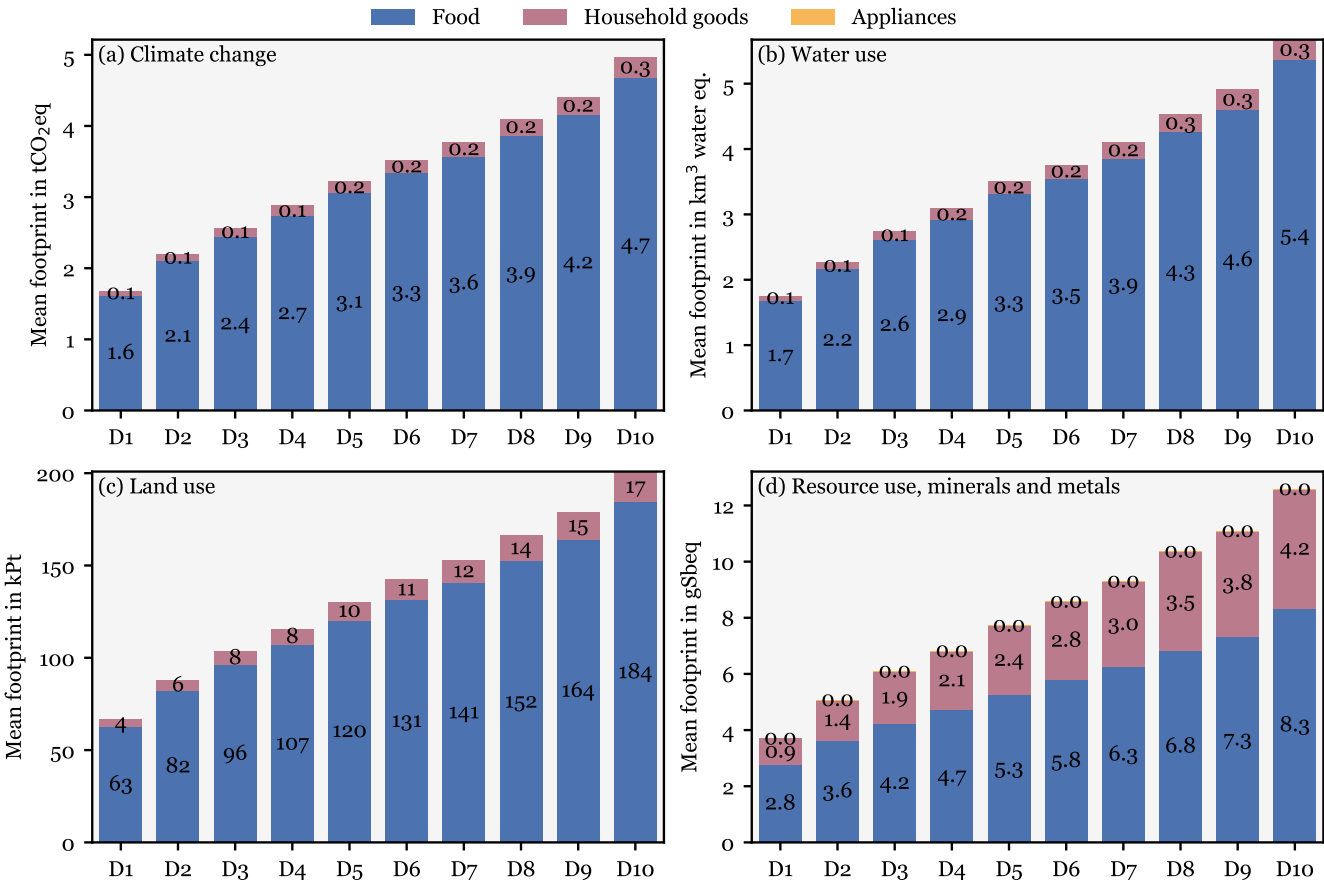 Food Household goods Appliances
(a) Climate change
Mean footprint in tCO₂eq
5
4
3
2
1
0
0.1 0.1 0.1 0.1 0.2 0.2 0.2 0.2 0.2 0.3
1.6 2.1 2.4 2.7 3.1 3.3 3.6 3.9 4.2 4.7
D1 D2 D3 D4 D5 D6 D7 D8 D9 D10
(b) Water use
Mean footprint in km³ water eq.
5
4
3
2
1
0
0.1 0.1 0.1 0.2 0.2 0.2 0.2 0.3 0.3 0.3
1.7 2.2 2.6 2.9 3.3 3.5 3.9 4.3 4.6 5.4
D1 D2 D3 D4 D5 D6 D7 D8 D9 D10
(c) Land use
Mean footprint in kPt
200
150
100
50
0
4 6 8 8 10 11 12 14 15 17
63 82 96 107 120 131 141 152 164 184
D1 D2 D3 D4 D5 D6 D7 D8 D9 D10
(d) Resource use, minerals and metals
Mean footprint in gSbeq
12
10
8
6
4
2
0
0.0 0.0 0.0 0.0 0.0 0.0 0.0 0.0 0.0 0.0
0.9 1.4 1.9 2.1 2.4 2.8 3.0 3.5 3.8 4.2
2.8 3.6 4.2 4.7 5.3 5.8 6.3 6.8 7.3 8.3
D1 D2 D3 D4 D5 D6 D7 D8 D9 D10